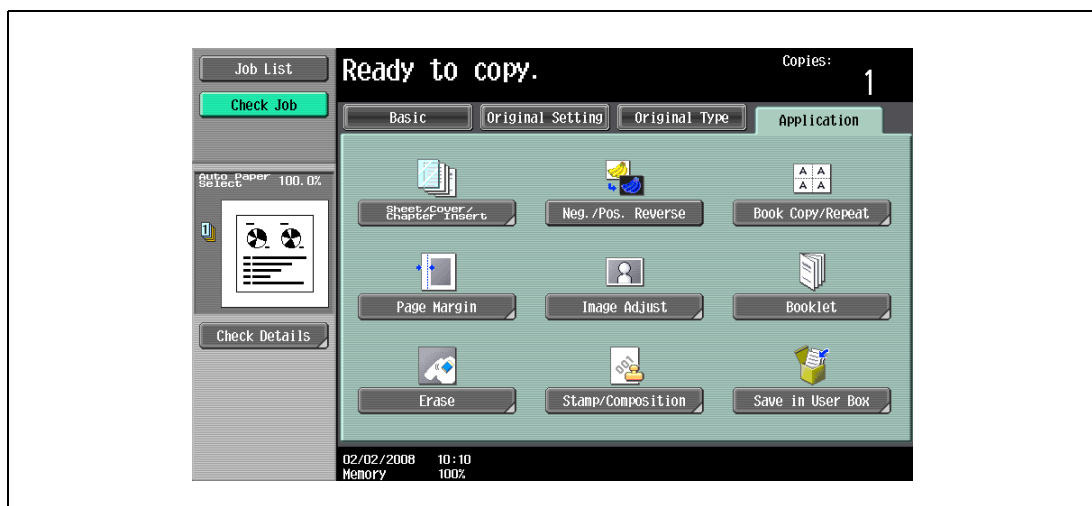 Job List
Check Job
Auto Paper
Select 100.0%
Check Details
Ready to copy.
Copies:
1
Basic
Original Setting
Original Type
Application
Sheet/Cover/
Chapter Insert
Neg./Pos. Reverse
A A
A A
Book Copy/Repeat
Page Margin
Image Adjust
Booklet
Erase
001
Stamp/Composition
Save in User Box
02/02/2008 10:10
Memory 100%